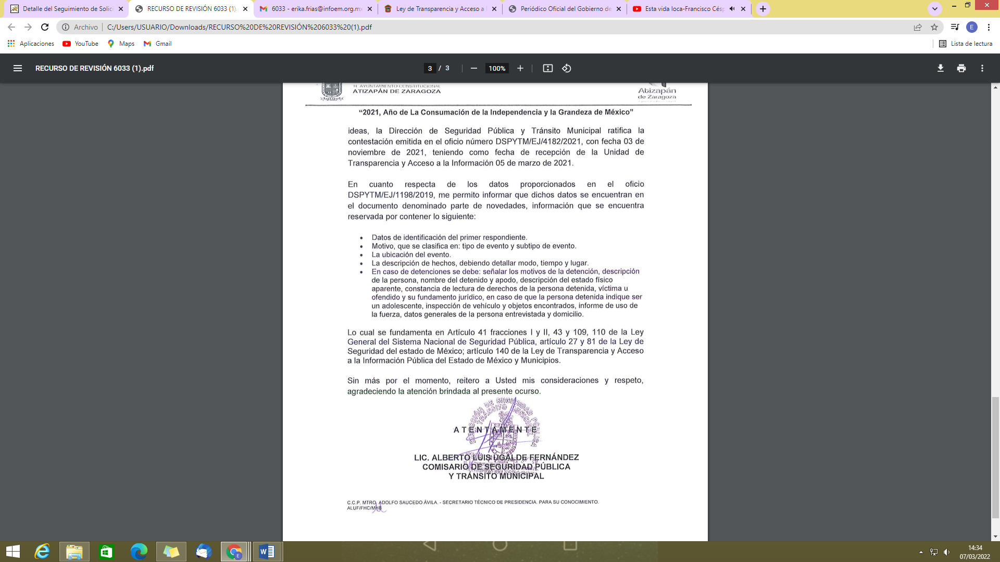 Detalle del Seguimiento de Solici
RECURSO DE REVISIÓN 6033 (1).
6033 - erika.frias@infoem.org.mx
Ley de Transparencia y Acceso a
Periódico Oficial del Gobierno de
Esta vida loca-Francisco Césp
Archivo
C:/Users/USUARIO/Downloads/RECURSO%20DE%20REVISIÓN%206033%20(1).pdf
E
Aplicaciones
YouTube
Maps
Gmail
Lista de lectura
RECURSO DE REVISIÓN 6033 (1).pdf
3 / 3
100%
H. AYUNTAMIENTO CONSTITUCIONAL
ATIZAPÁN DE ZARAGOZA
Atizapán
de Zaragoza
“2021, Año de La Consumación de la Independencia y la Grandeza de México”
ideas, la Dirección de Seguridad Pública y Tránsito Municipal ratifica la
contestación emitida en el oficio número DSPYTM/EJ/4182/2021, con fecha 03 de
noviembre de 2021, teniendo como fecha de recepción de la Unidad de
Transparencia y Acceso a la Información 05 de marzo de 2021.
En cuanto respecta de los datos proporcionados en el oficio
DSPYTM/EJ/1198/2019, me permito informar que dichos datos se encuentran en
el documento denominado parte de novedades, información que se encuentra
reservada por contener lo siguiente:
• Datos de identificación del primer respondiente.
• Motivo, que se clasifica en: tipo de evento y subtipo de evento.
• La ubicación del evento.
• La descripción de hechos, debiendo detallar modo, tiempo y lugar.
• En caso de detenciones se debe: señalar los motivos de la detención, descripción
de la persona, nombre del detenido y apodo, descripción del estado físico
aparente, constancia de lectura de derechos de la persona detenida, víctima u
ofendido y su fundamento jurídico, en caso de que la persona detenida indique ser
un adolescente, inspección de vehículo y objetos encontrados, informe de uso de
la fuerza, datos generales de la persona entrevistada y domicilio.
Lo cual se fundamenta en Artículo 41 fracciones I y II, 43 y 109, 110 de la Ley
General del Sistema Nacional de Seguridad Pública, artículo 27 y 81 de la Ley de
Seguridad del estado de México; artículo 140 de la Ley de Transparencia y Acceso
a la Información Pública del Estado de México y Municipios.
Sin más por el momento, reitero a Usted mis consideraciones y respeto,
agradeciendo la atención brindada al presente ocurso.
DIRECCIÓN DE SEGURIDAD PÚBLICA
TRÁNSITO MUNICIPAL
A T E N T A M E N T E
LIC. ALBERTO LUIS UGALDE FERNÁNDEZ
COMISARIO DE SEGURIDAD PÚBLICA
Y TRÁNSITO MUNICIPAL
C.C.P. MTRO. ADOLFO SAUCEDO ÁVILA. - SECRETARIO TÉCNICO DE PRESIDENCIA. PARA SU CONOCIMIENTO.
ALUF/FHC/MHB
14:34
07/03/2022